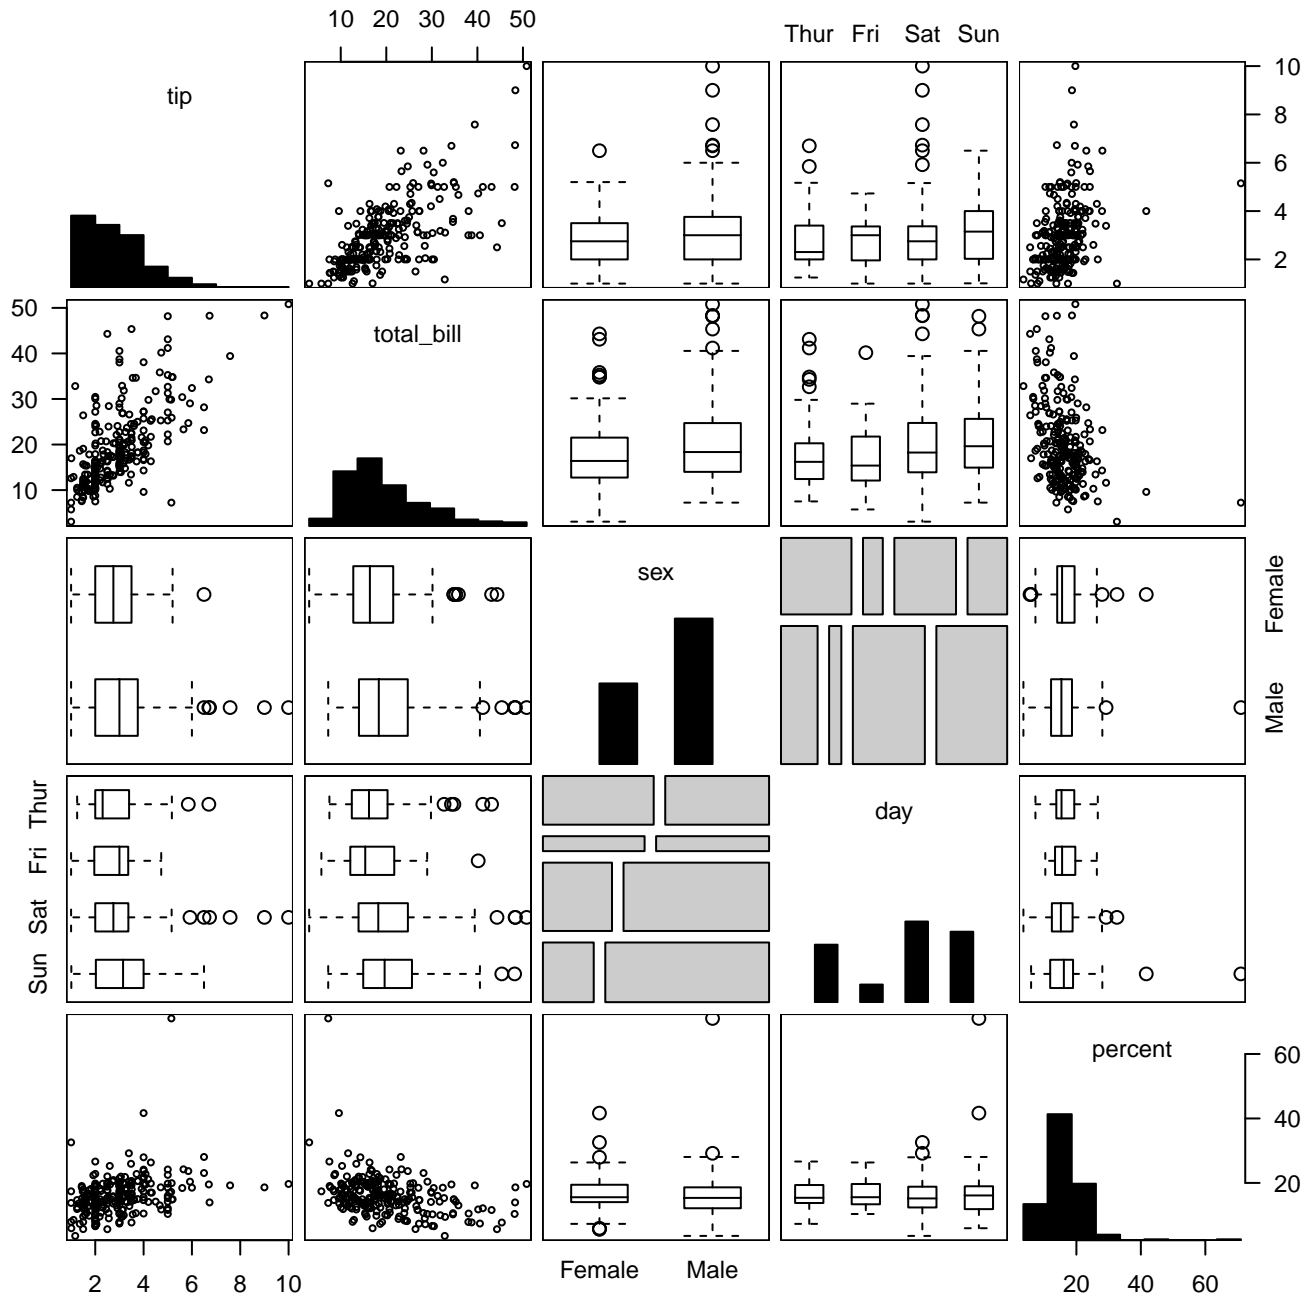 10 20 30 40 50
Thur Fri Sat Sun
tip
10
8
6
4
2
total_bill
50
40
30
20
10
sex
Female
Male
day
Thur
Fri
Sat
Sun
percent
60
40
20
Female Male
2 4 6 8 10
20 40 60